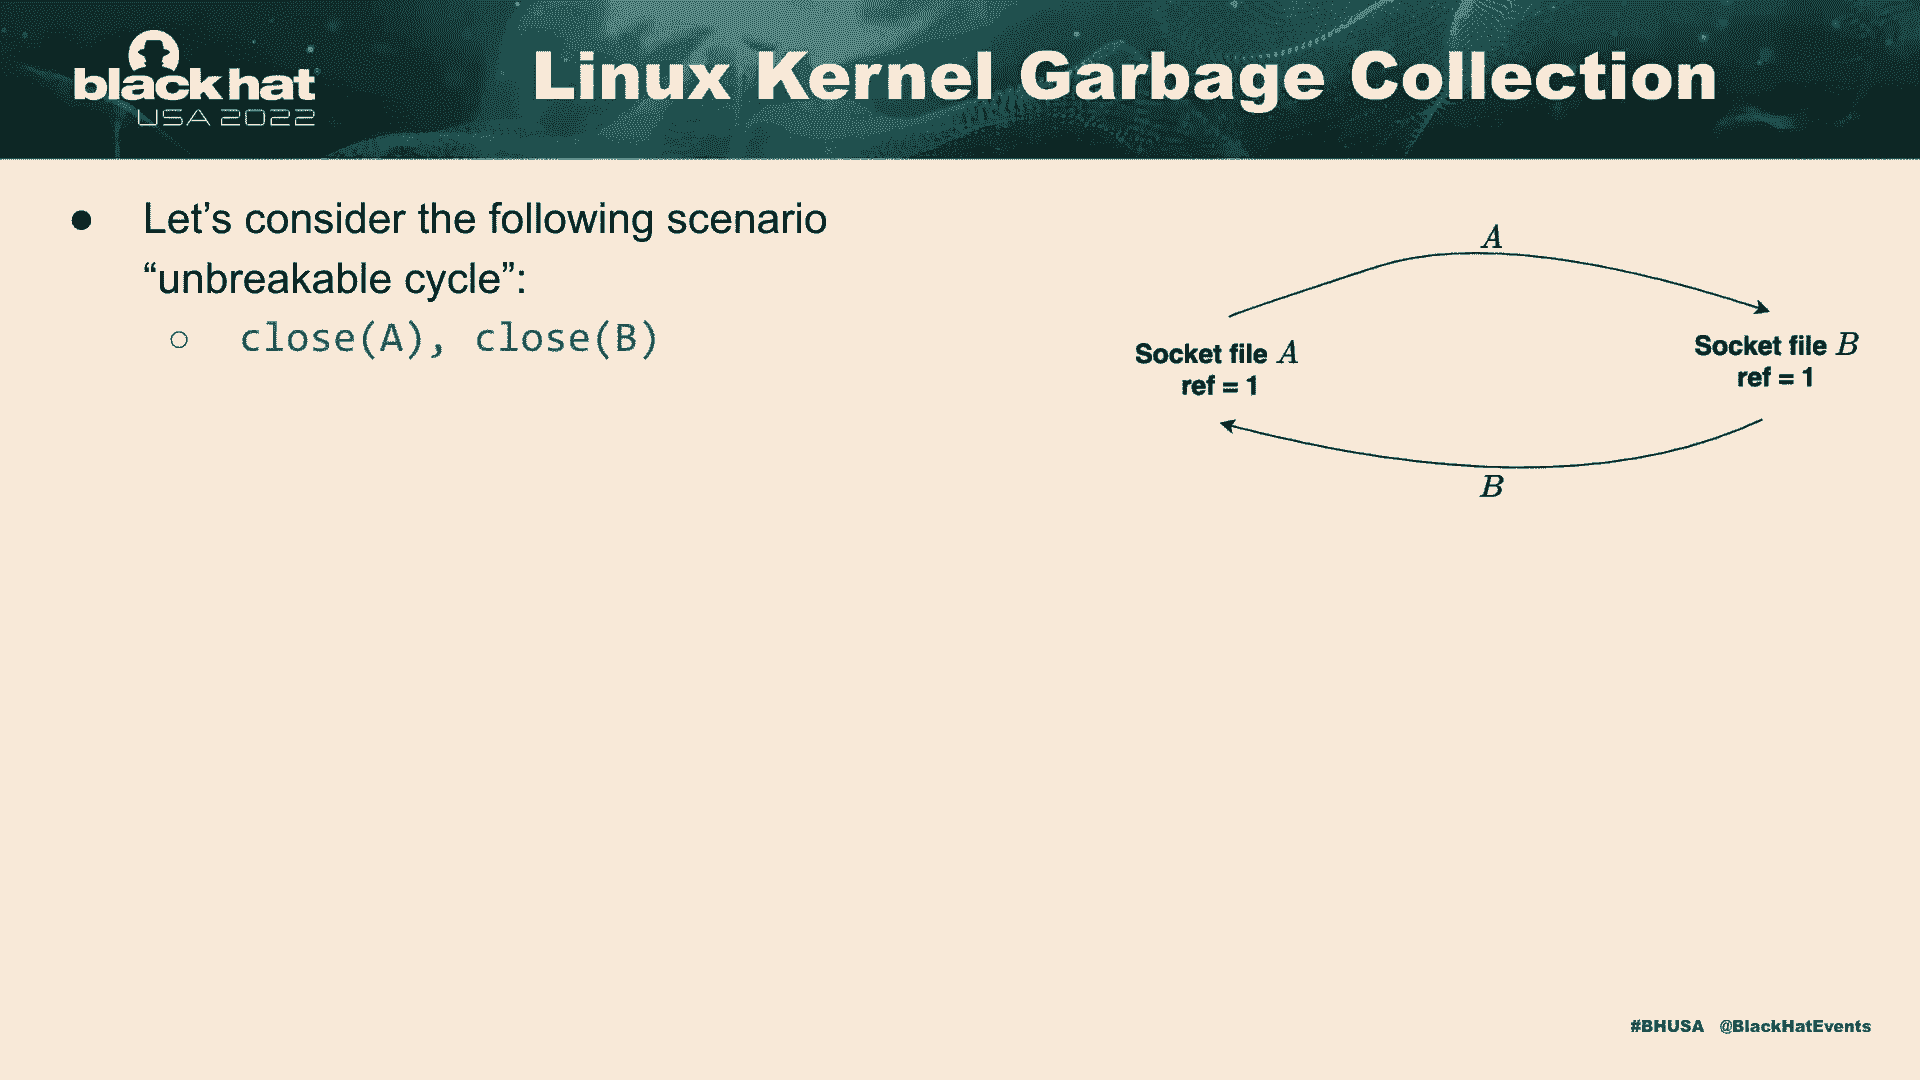 black hat
USA 2022
Linux Kernel Garbage Collection
● Let’s consider the following scenario
“unbreakable cycle”:
○ close(A), close(B)
A
Socket file A
ref = 1
Socket file B
ref = 1
B
#BHUSA @BlackHatEvents